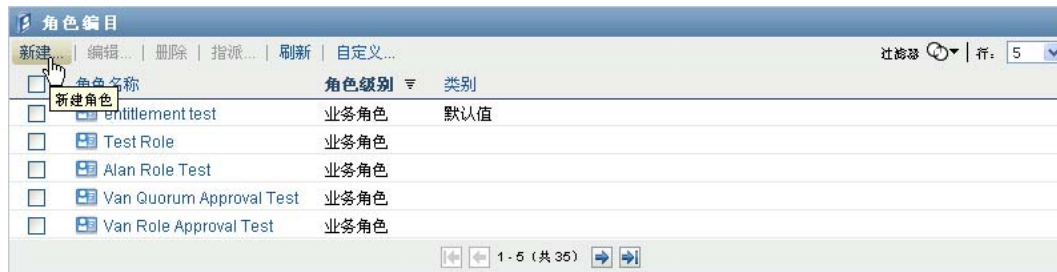 角色编目
新建... | 编辑... | 删除 | 指派... | 刷新 | 自定义... 过滤器 | 行: 5
角色名称 角色级别 类别
新建角色
entitlement test 业务角色 默认值
Test Role 业务角色
Alan Role Test 业务角色
Van Quorum Approval Test 业务角色
Van Role Approval Test 业务角色
1 - 5 (共 35)